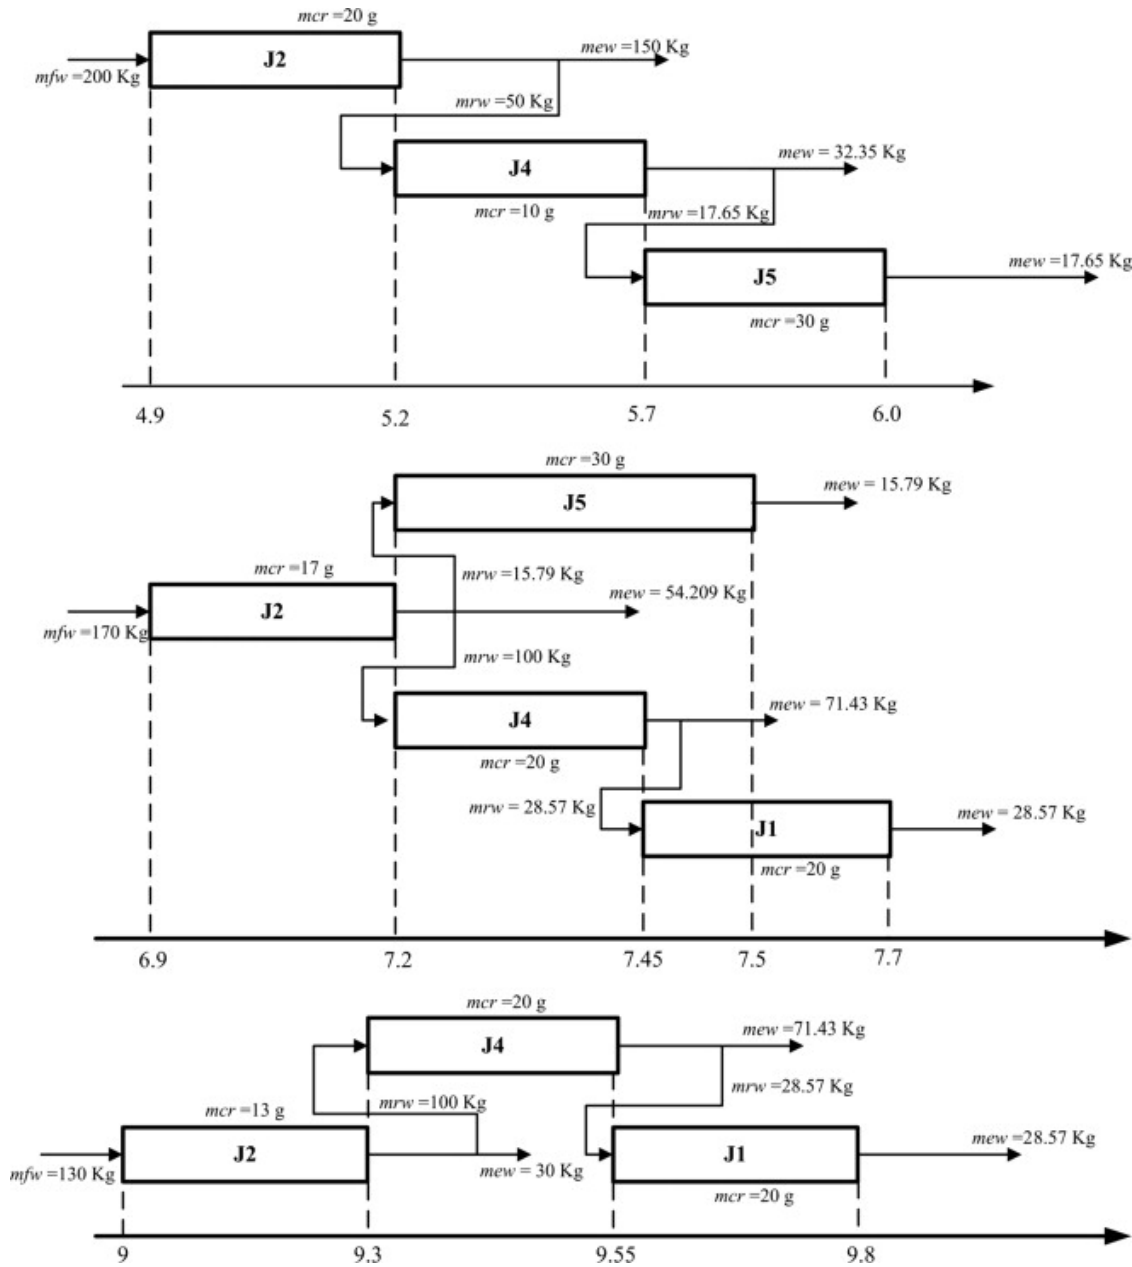 mcr =20 g
J2
mew =150 Kg
mfw =200 Kg
mrw =50 Kg
J4
mew = 32.35 Kg
mcr =10 g
mrw =17.65 Kg
J5
mew =17.65 Kg
mcr =30 g
4.9
5.2
5.7
6.0
mcr =30 g
J5
mew = 15.79 Kg
mcr =17 g
mrw =15.79 Kg
J2
mew = 54.209 Kg
mfw =170 Kg
mrw =100 Kg
J4
mew = 71.43 Kg
mcr =20 g
mrw = 28.57 Kg
J1
mew = 28.57 Kg
mcr =20 g
6.9
7.2
7.45
7.5
7.7
mcr =20 g
J4
mew =71.43 Kg
mrw =28.57 Kg
mcr =13 g
mrw =100 Kg
J2
J1
mew =28.57 Kg
mfw =130 Kg
mew = 30 Kg
mcr =20 g
9
9.3
9.55
9.8